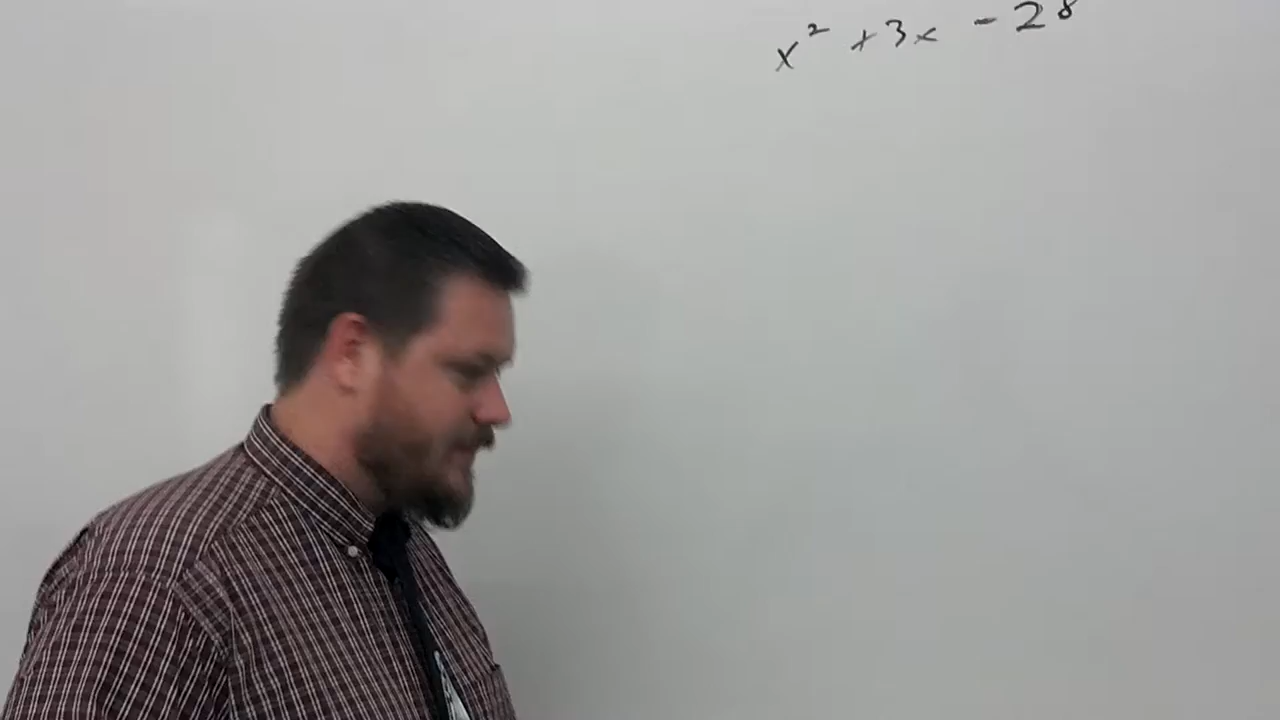 x² + 3x - 28